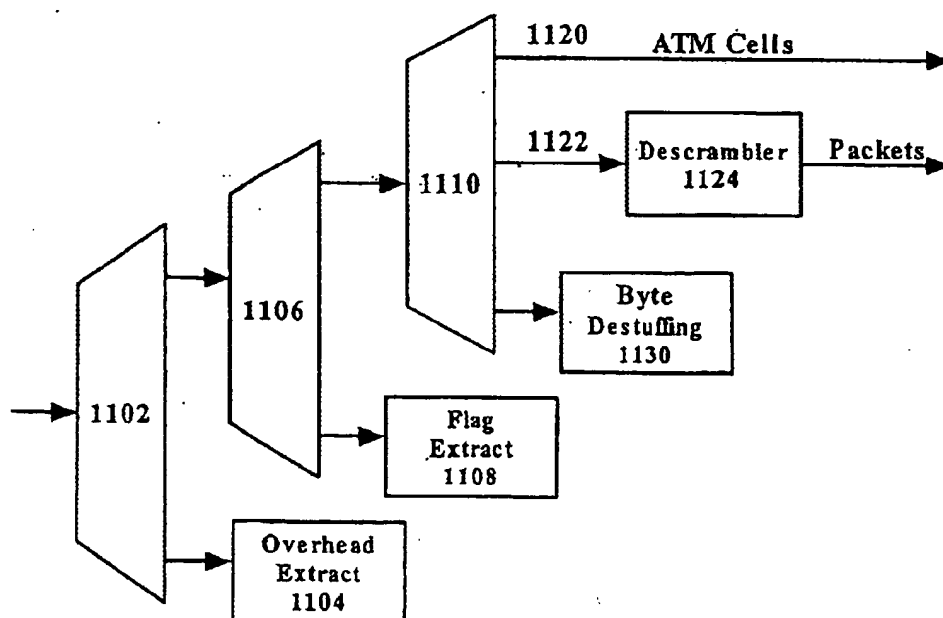 1120 ATM Cells
1122
Descrambler
1124
Packets
1110
1106
Byte
Destuffing
1130
1102
Flag
Extract
1108
Overhead
Extract
1104